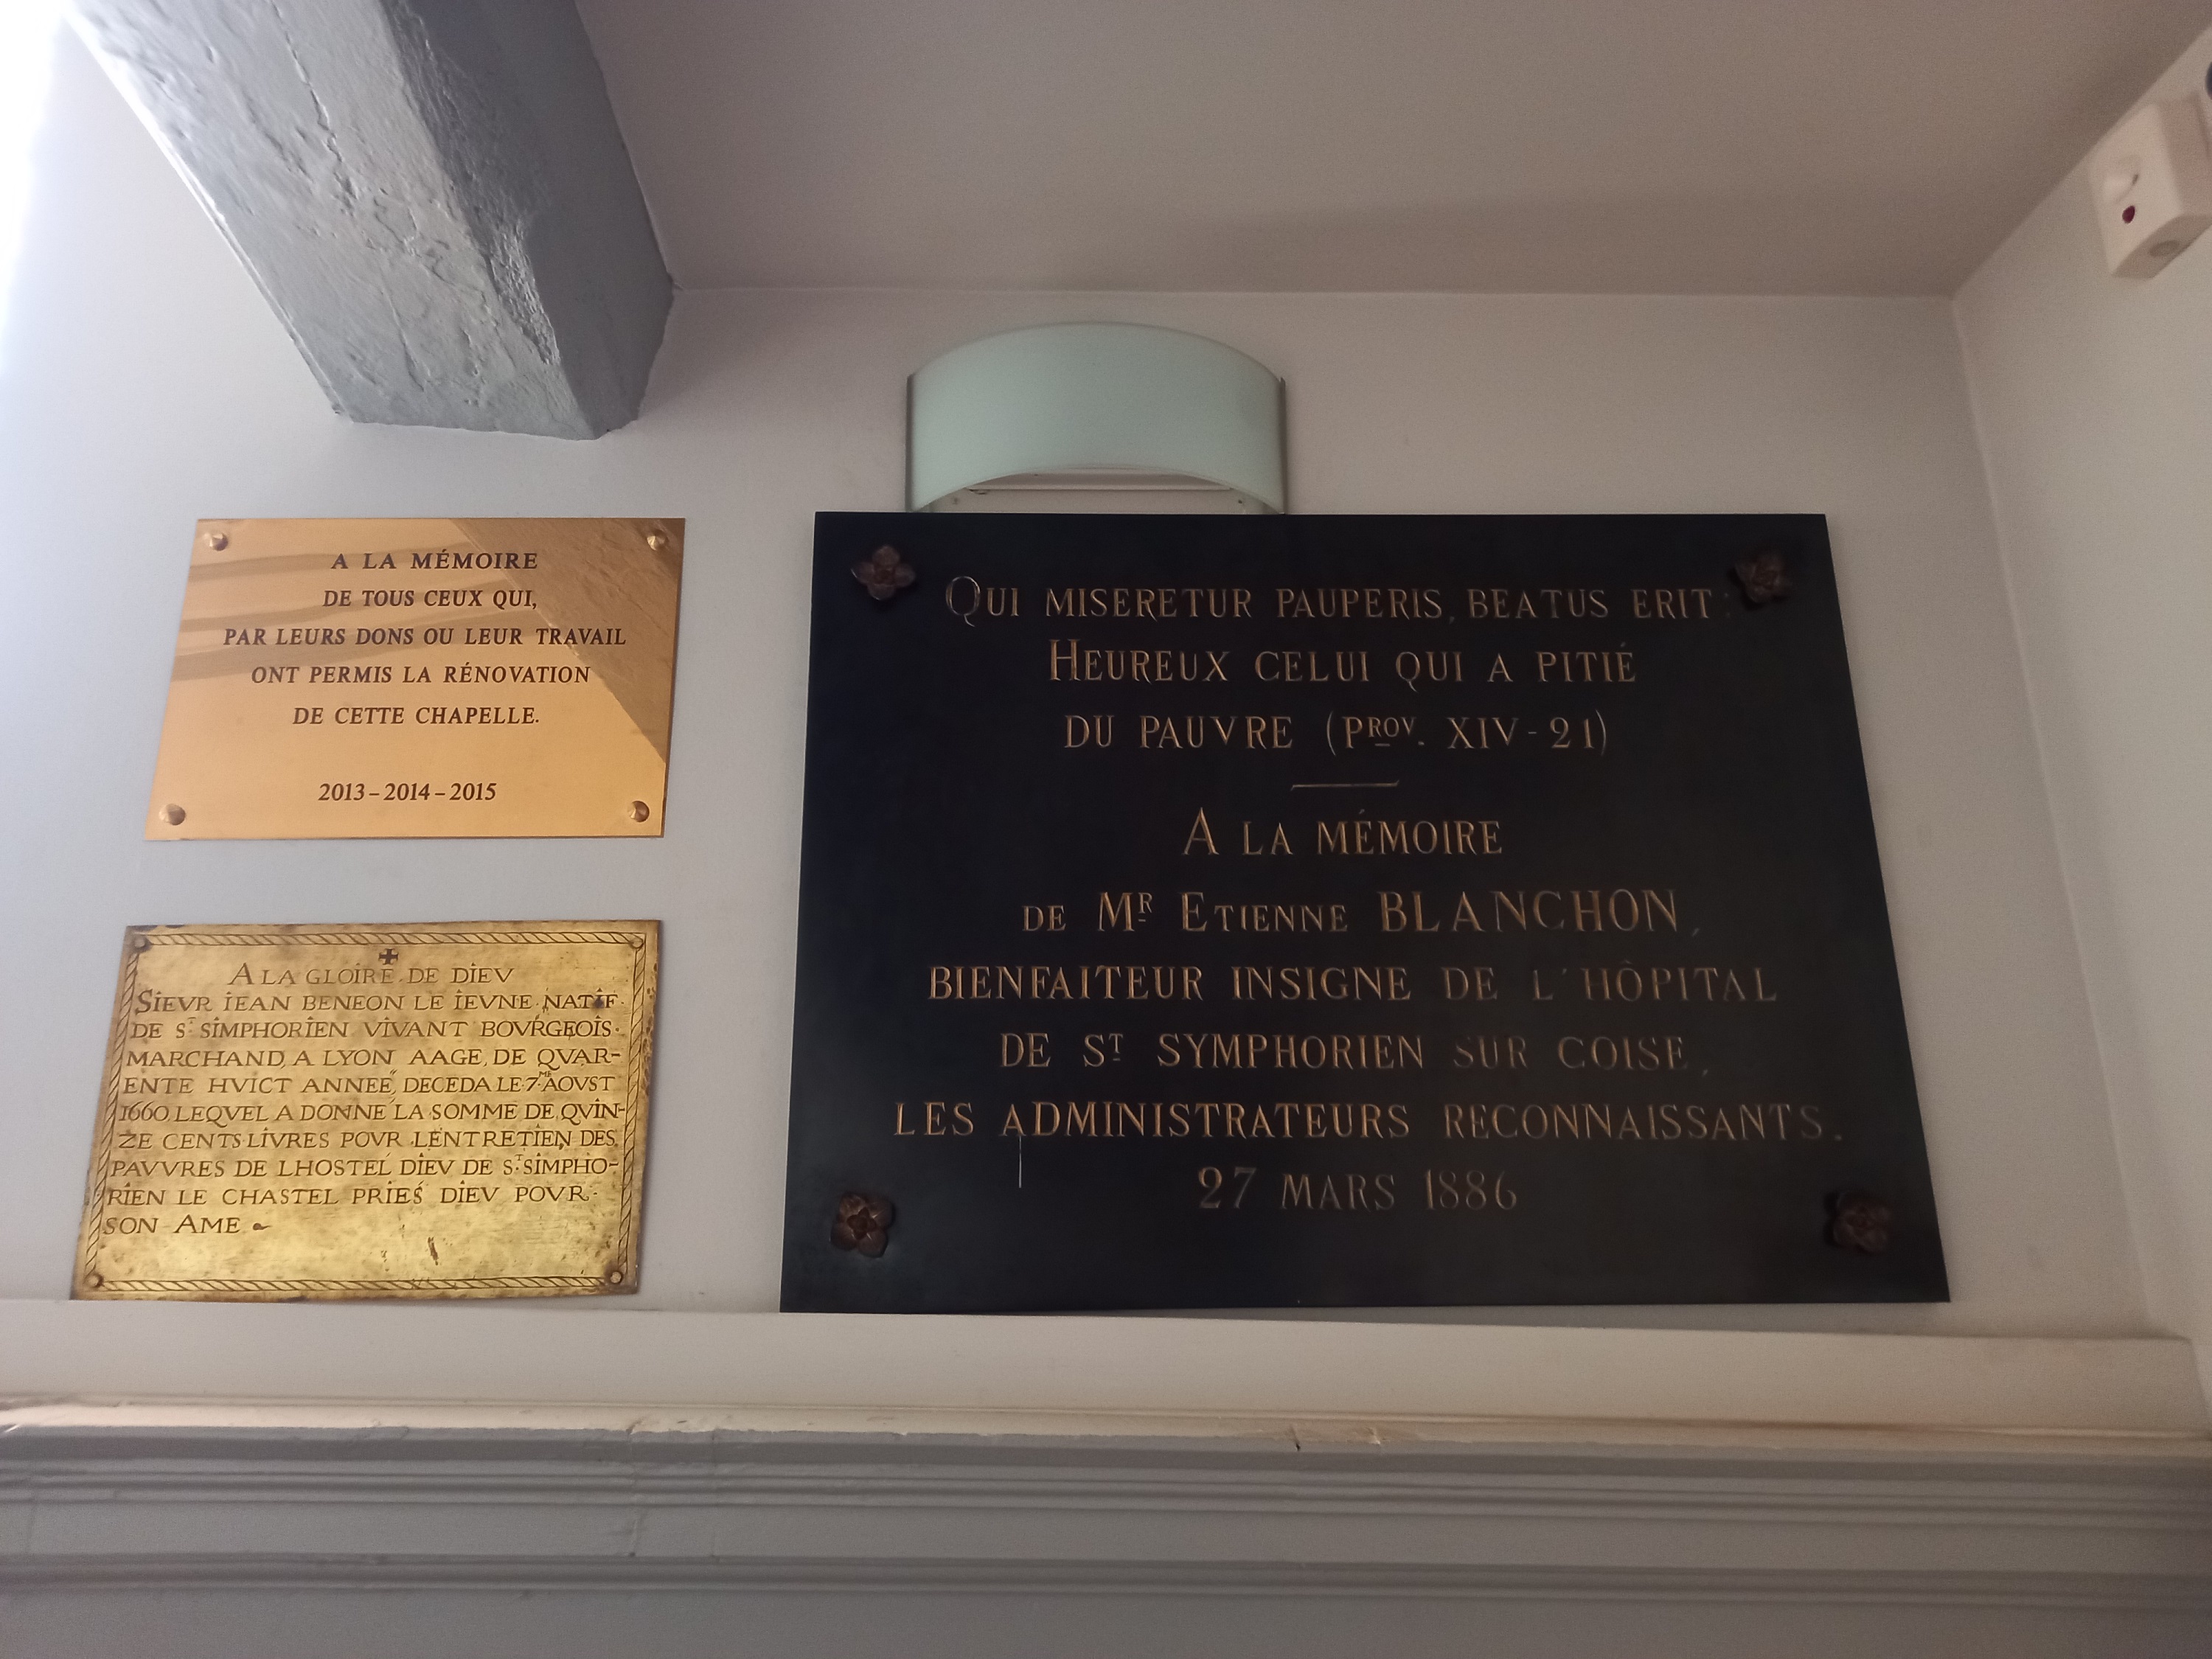 A LA MÉMOIRE
DE TOUS CEUX QUI,
PAR LEURS DONS OU LEUR TRAVAIL
ONT PERMIS LA RÉNOVATION
DE CETTE CHAPELLE.
2013 – 2014 – 2015
A LA GLOIRE DE DIEV
SIEVR IEAN BENEON LE IEVNE NATIF
DE S.T SIMPHORIEN VIVANT BOVRGEOIS
MARCHAND, A LYON AAGE, DE QVAR-
ENTE HVICT ANNEE, DECEDA LE 7.ME AOVST
1660. LEQVEL A DONNE LA SOMME DE QVIN-
ZE CENTS LIVRES POVR LENTRETIEN DES
PAVVRES DE LHOSTEL DIEV DE S.T SIMPHO-
RIEN LE CHASTEL PRIES DIEV POVR
SON AME
QUI MISERETUR PAUPERIS, BEATUS ERIT:
HEUREUX CELUI QUI A PITIÉ
DU PAUVRE (PROV. XIV - 21)
A LA MÉMOIRE
DE MR ETIENNE BLANCHON,
BIENFAITEUR INSIGNE DE L'HÔPITAL
DE ST SYMPHORIEN SUR COISE,
LES ADMINISTRATEURS RECONNAISSANTS.
27 MARS 1886